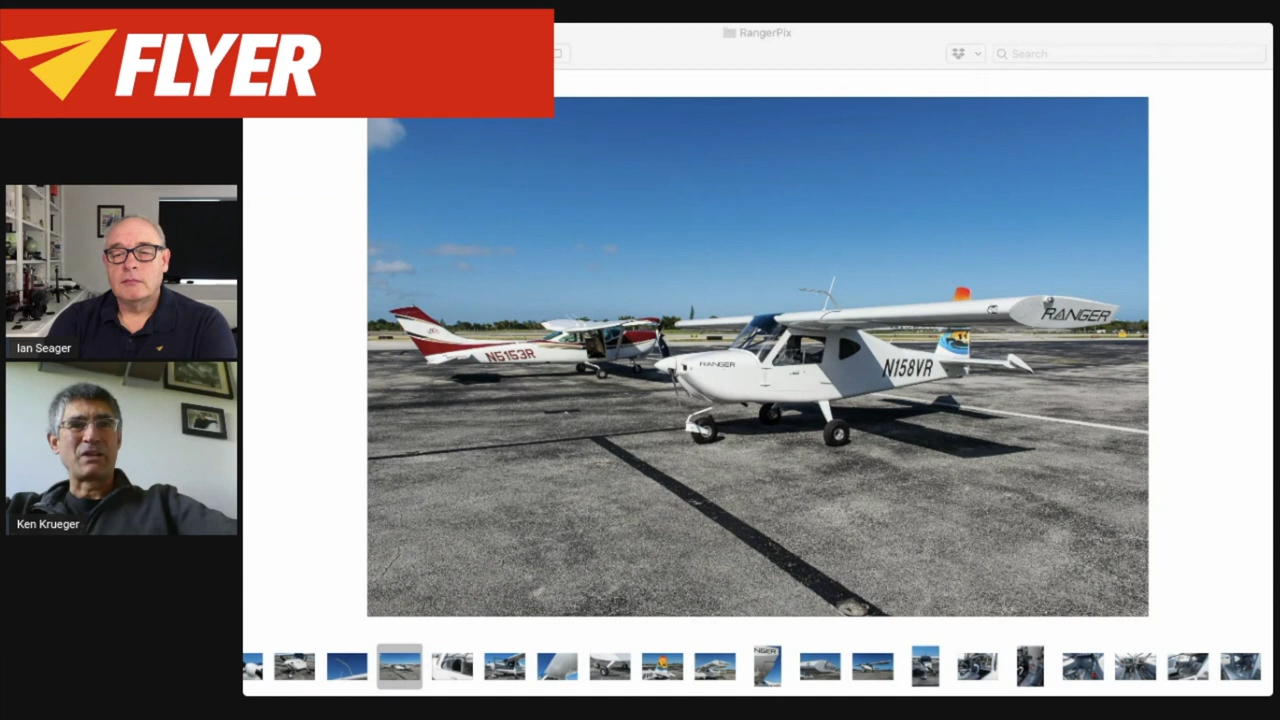 FLYER
RangerPix
Search
Ian Seager
Ken Krueger
N5153R
RANGER
N158VR
RANGER